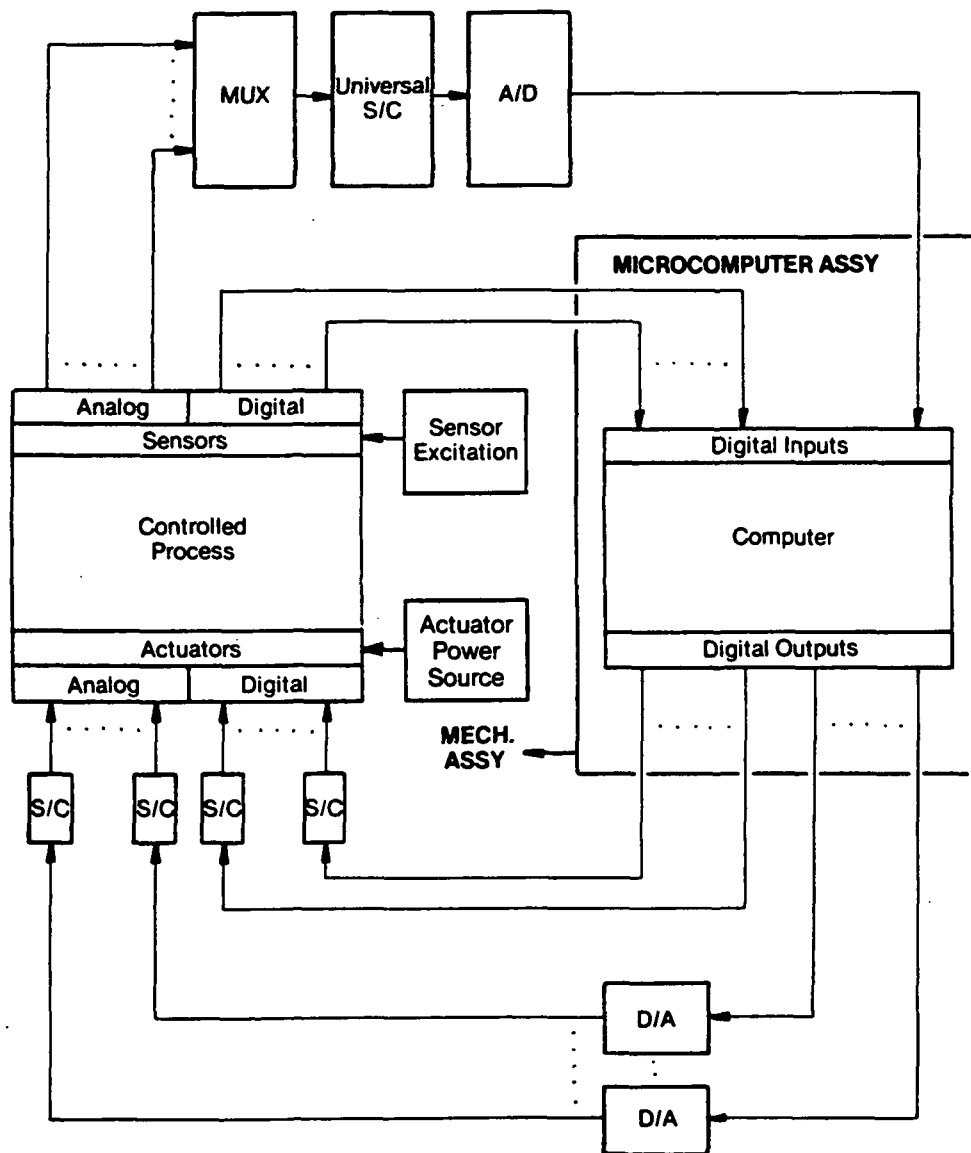 MUX
Universal
S/C
A/D
MICROCOMPUTER ASSY
Analog
Digital
Sensors
Sensor
Excitation
Digital Inputs
Controlled
Process
Computer
Actuators
Actuator
Power
Source
Digital Outputs
Analog
Digital
MECH.
ASSY
S/C
S/C
S/C
S/C
D/A
D/A